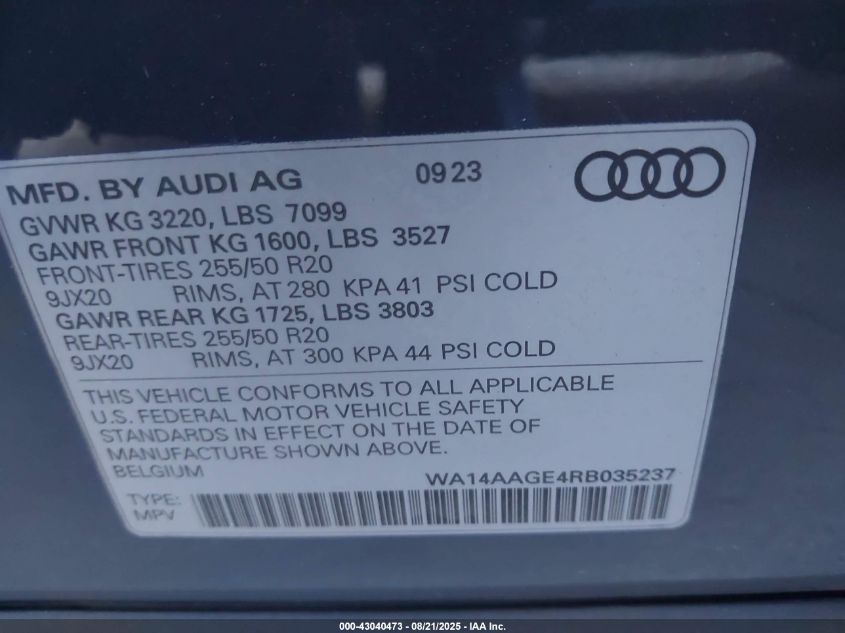 MFD. BY AUDI AG 09 23
GVWR KG 3220, LBS 7099
GAWR FRONT KG 1600, LBS 3527
FRONT-TIRES 255/50 R20
9JX20 RIMS, AT 280 KPA 41 PSI COLD
GAWR REAR KG 1725, LBS 3803
REAR-TIRES 255/50 R20
9JX20 RIMS, AT 300 KPA 44 PSI COLD
THIS VEHICLE CONFORMS TO ALL APPLICABLE
U.S. FEDERAL MOTOR VEHICLE SAFETY
STANDARDS IN EFFECT ON THE DATE OF
MANUFACTURE SHOWN ABOVE.
BELGIUM WA14AAGE4RB035237
TYPE:
MPV
000-43040473 - 08/21/2025 - IAA Inc.